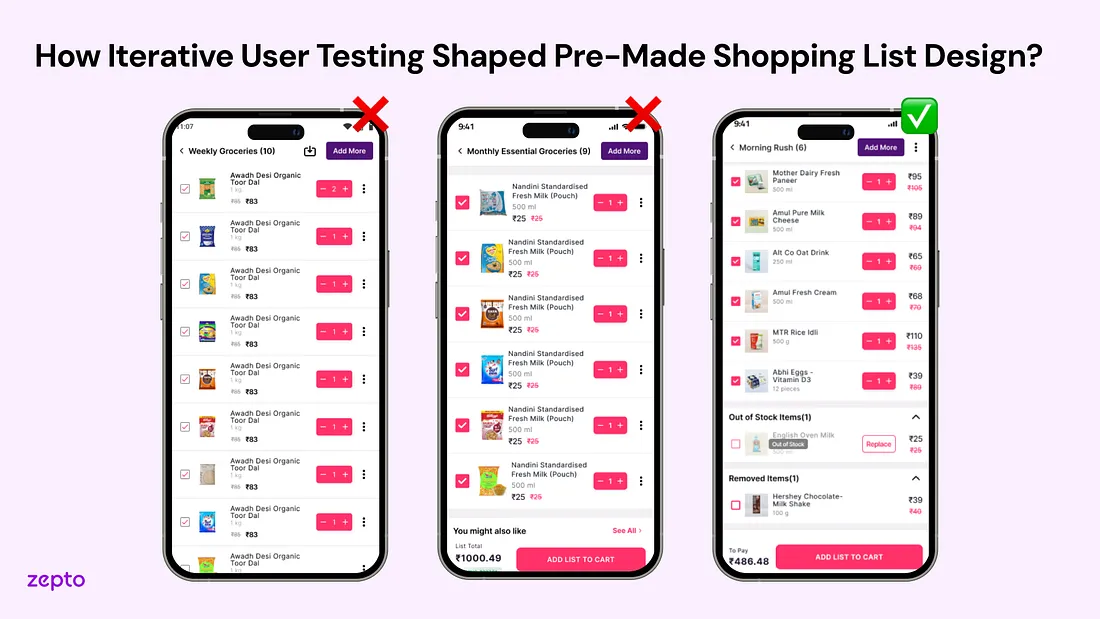 How Iterative User Testing Shaped Pre-Made Shopping List Design?
11:07
Weekly Groceries (10)
Add More
Awadh Desi Organic
Toor Dal
1 kg
₹85 ₹83
2
Awadh Desi Organic
Toor Dal
1 kg
₹85 ₹83
1
Awadh Desi Organic
Toor Dal
1 kg
₹85 ₹83
1
Awadh Desi Organic
Toor Dal
1 kg
₹85 ₹83
1
Awadh Desi Organic
Toor Dal
1 kg
₹85 ₹83
1
Awadh Desi Organic
Toor Dal
1 kg
₹85 ₹83
1
Awadh Desi Organic
Toor Dal
1 kg
₹85 ₹83
1
Awadh Desi Organic
Toor Dal
1 kg
₹85 ₹83
1
Awadh Desi Organic
Toor Dal
9:41
Monthly Essential Groceries (9)
Add More
Nandini Standardised
Fresh Milk (Pouch)
500 ml
₹25 ₹25
1
Nandini Standardised
Fresh Milk (Pouch)
500 ml
₹25 ₹25
1
Nandini Standardised
Fresh Milk (Pouch)
500 ml
₹25 ₹25
1
Nandini Standardised
Fresh Milk (Pouch)
500 ml
₹25 ₹25
1
Nandini Standardised
Fresh Milk (Pouch)
500 ml
₹25 ₹25
1
Nandini Standardised
Fresh Milk (Pouch)
500 ml
₹25 ₹25
1
You might also like
See All
List Total
₹1000.49
ADD LIST TO CART
9:41
Morning Rush (6)
Add More
Mother Dairy Fresh
Paneer
500 ml
1
₹95
₹105
Amul Pure Milk
Cheese
500 ml
1
₹89
₹94
Alt Co Oat Drink
250 ml
1
₹65
₹69
Amul Fresh Cream
500 ml
1
₹68
₹70
MTR Rice Idli
500 g
1
₹110
₹135
Abhi Eggs -
Vitamin D3
12 pieces
1
₹39
₹89
Out of Stock Items(1)
English Oven Milk
Out of Stock
500 ml
Replace
₹25
₹25
Removed Items(1)
Hershey Chocolate-
Milk Shake
100 g
₹39
₹40
To Pay
₹486.48
ADD LIST TO CART
zepto